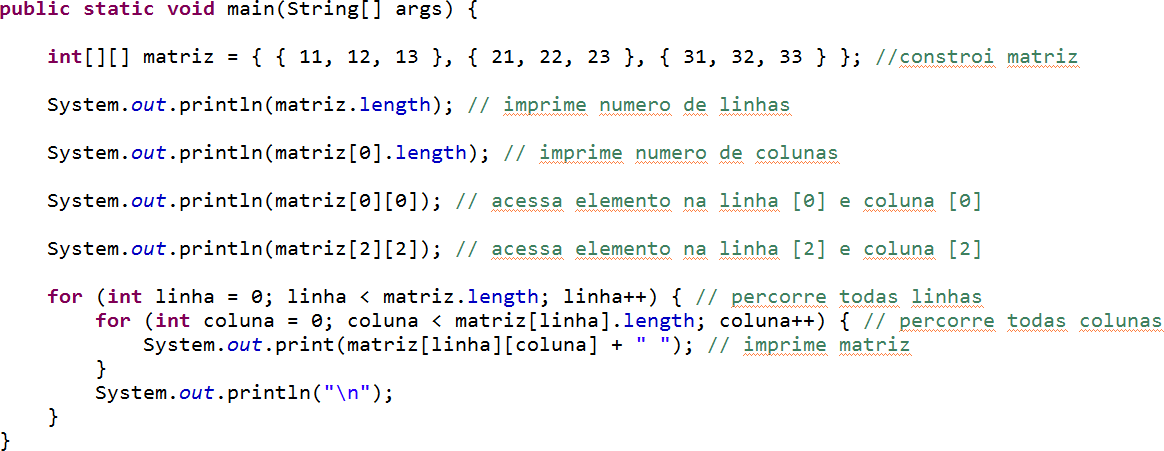 public static void main(String[] args) {
int[][] matriz = { { 11, 12, 13 }, { 21, 22, 23 }, { 31, 32, 33 } }; //constroi matriz
System.out.println(matriz.length); // imprime numero de linhas
System.out.println(matriz[0].length); // imprime numero de colunas
System.out.println(matriz[0][0]); // acessa elemento na linha [0] e coluna [0]
System.out.println(matriz[2][2]); // acessa elemento na linha [2] e coluna [2]
for (int linha = 0; linha < matriz.length; linha++) { // percorre todas linhas
for (int coluna = 0; coluna < matriz[linha].length; coluna++) { // percorre todas colunas
System.out.print(matriz[linha][coluna] + " "); // imprime matriz
}
System.out.println("\n");
}
}